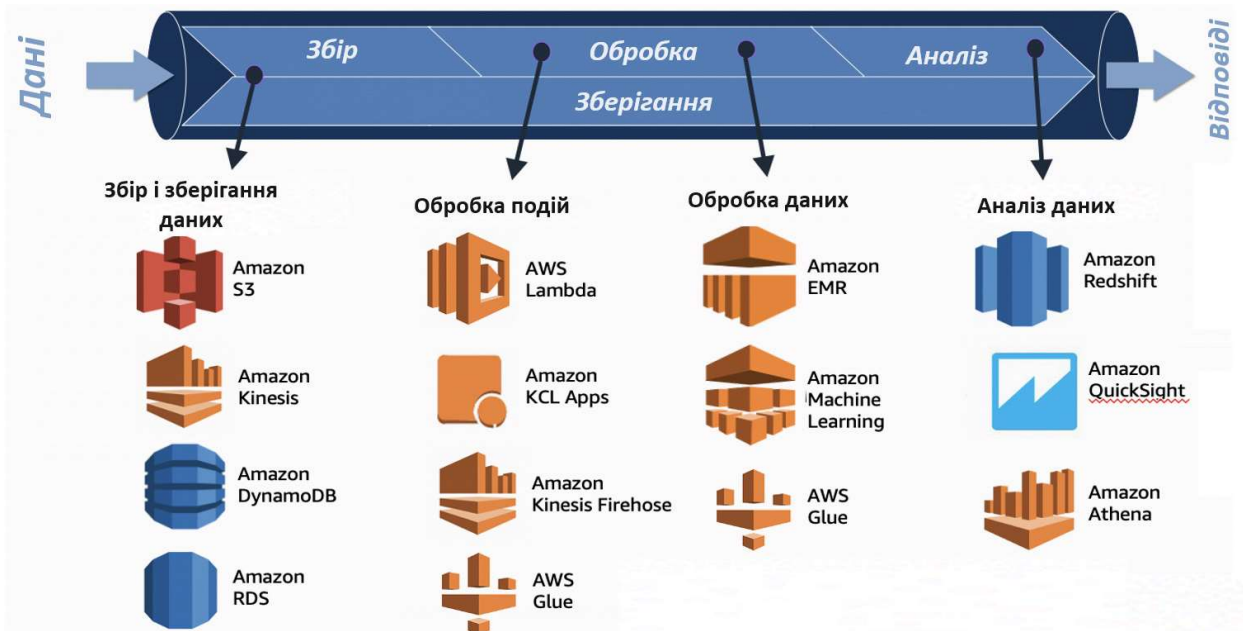 Дані
Збір
Обробка
Аналіз
Зберігання
Відповіді
Збір і зберігання
даних
Amazon
S3
Amazon
Kinesis
Amazon
DynamoDB
Amazon
RDS
Обробка подій
AWS
Lambda
Amazon
KCL Apps
Amazon
Kinesis Firehose
AWS
Glue
Обробка даних
Amazon
EMR
Amazon
Machine
Learning
AWS
Glue
Аналіз даних
Amazon
Redshift
Amazon
QuickSight
Amazon
Athena